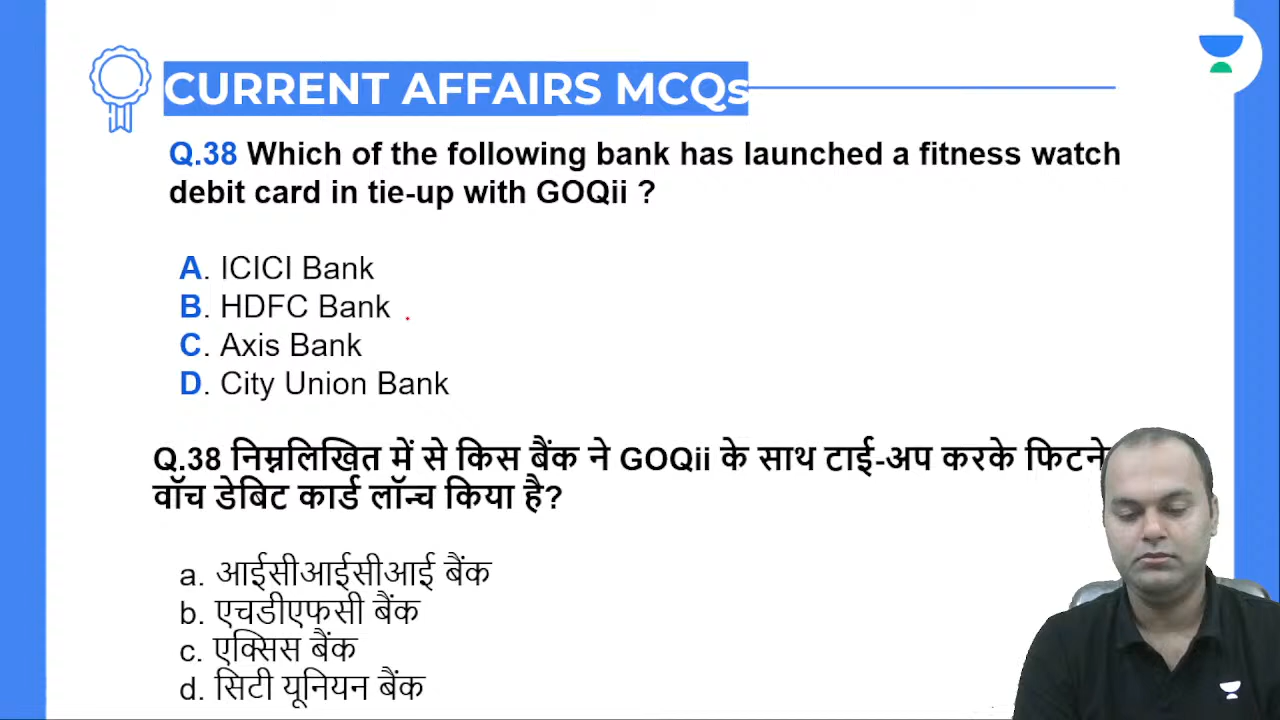 CURRENT AFFAIRS MCQs
Q.38 Which of the following bank has launched a fitness watch
debit card in tie-up with GOQii ?
A. ICICI Bank
B. HDFC Bank
C. Axis Bank
D. City Union Bank
Q.38 निम्नलिखित में से किस बैंक ने GOQii के साथ टाई-अप करके फिटने
वॉच डेबिट कार्ड लॉन्च किया है?
a. आईसीआईसीआई बैंक
b. एचडीएफसी बैंक
c. एक्सिस बैंक
d. सिटी यूनियन बैंक